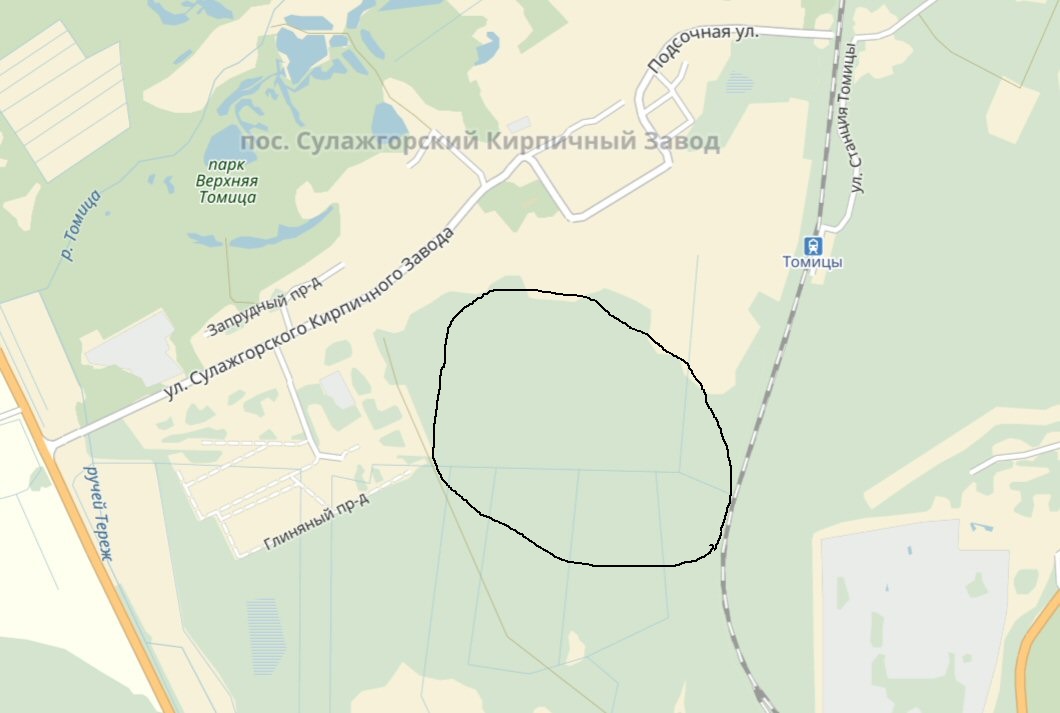 Подсочная ул.
ул. Станция Томицы
пос. Сулажгорский Кирпичный Завод
парк
Верхняя
Томица
р. Томица
Томицы
Запрудный пр-д
ул. Сулажгорского Кирпичного Завода
ручей Тереж
Глиняный пр-д